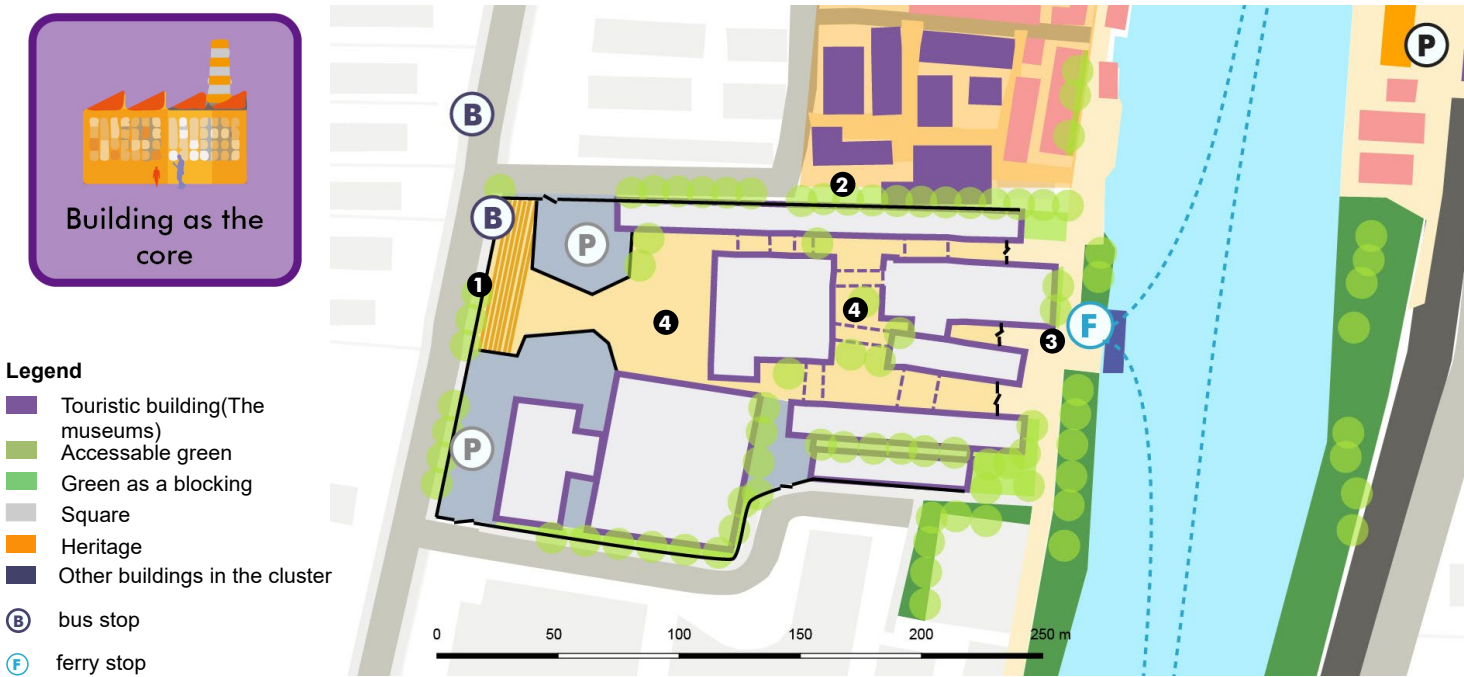 Building as the
core
Legend
Touristic building(The
museums)
Accessable green
Green as a blocking
Square
Heritage
Other buildings in the cluster
B
bus stop
F
ferry stop
B
P
2
B
P
1
4
4
3
F
P
0
50
100
150
200
250 m